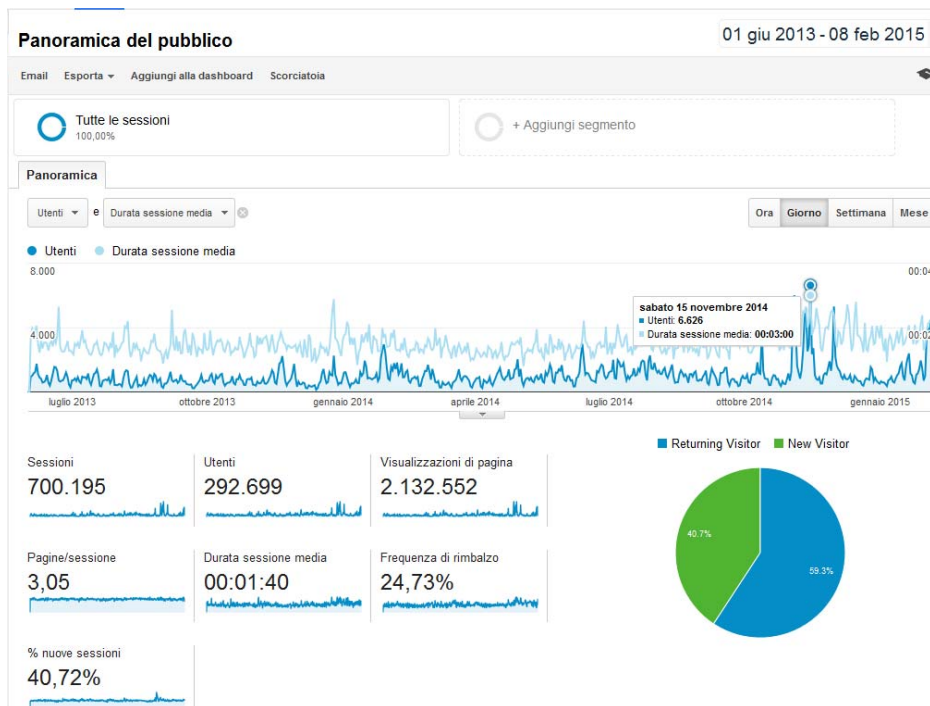 Panoramica del pubblico
01 giu 2013 - 08 feb 2015
Email Esporta Aggiungi alla dashboard Scorciatoia
Tutte le sessioni
100,00%
+ Aggiungi segmento
Panoramica
Utenti e Durata sessione media
Ora Giorno Settimana Mese
Utenti Durata sessione media
8.000
00:04
sabato 15 novembre 2014
Utenti: 6.626
Durata sessione media: 00:03:00
4.000
00:02
luglio 2013 ottobre 2013 gennaio 2014 aprile 2014 luglio 2014 ottobre 2014 gennaio 2015
Returning Visitor New Visitor
Sessioni
700.195
Utenti
292.699
Visualizzazioni di pagina
2.132.552
Pagine/sessione
3,05
Durata sessione media
00:01:40
Frequenza di rimbalzo
24,73%
40.7%
59.3%
% nuove sessioni
40,72%